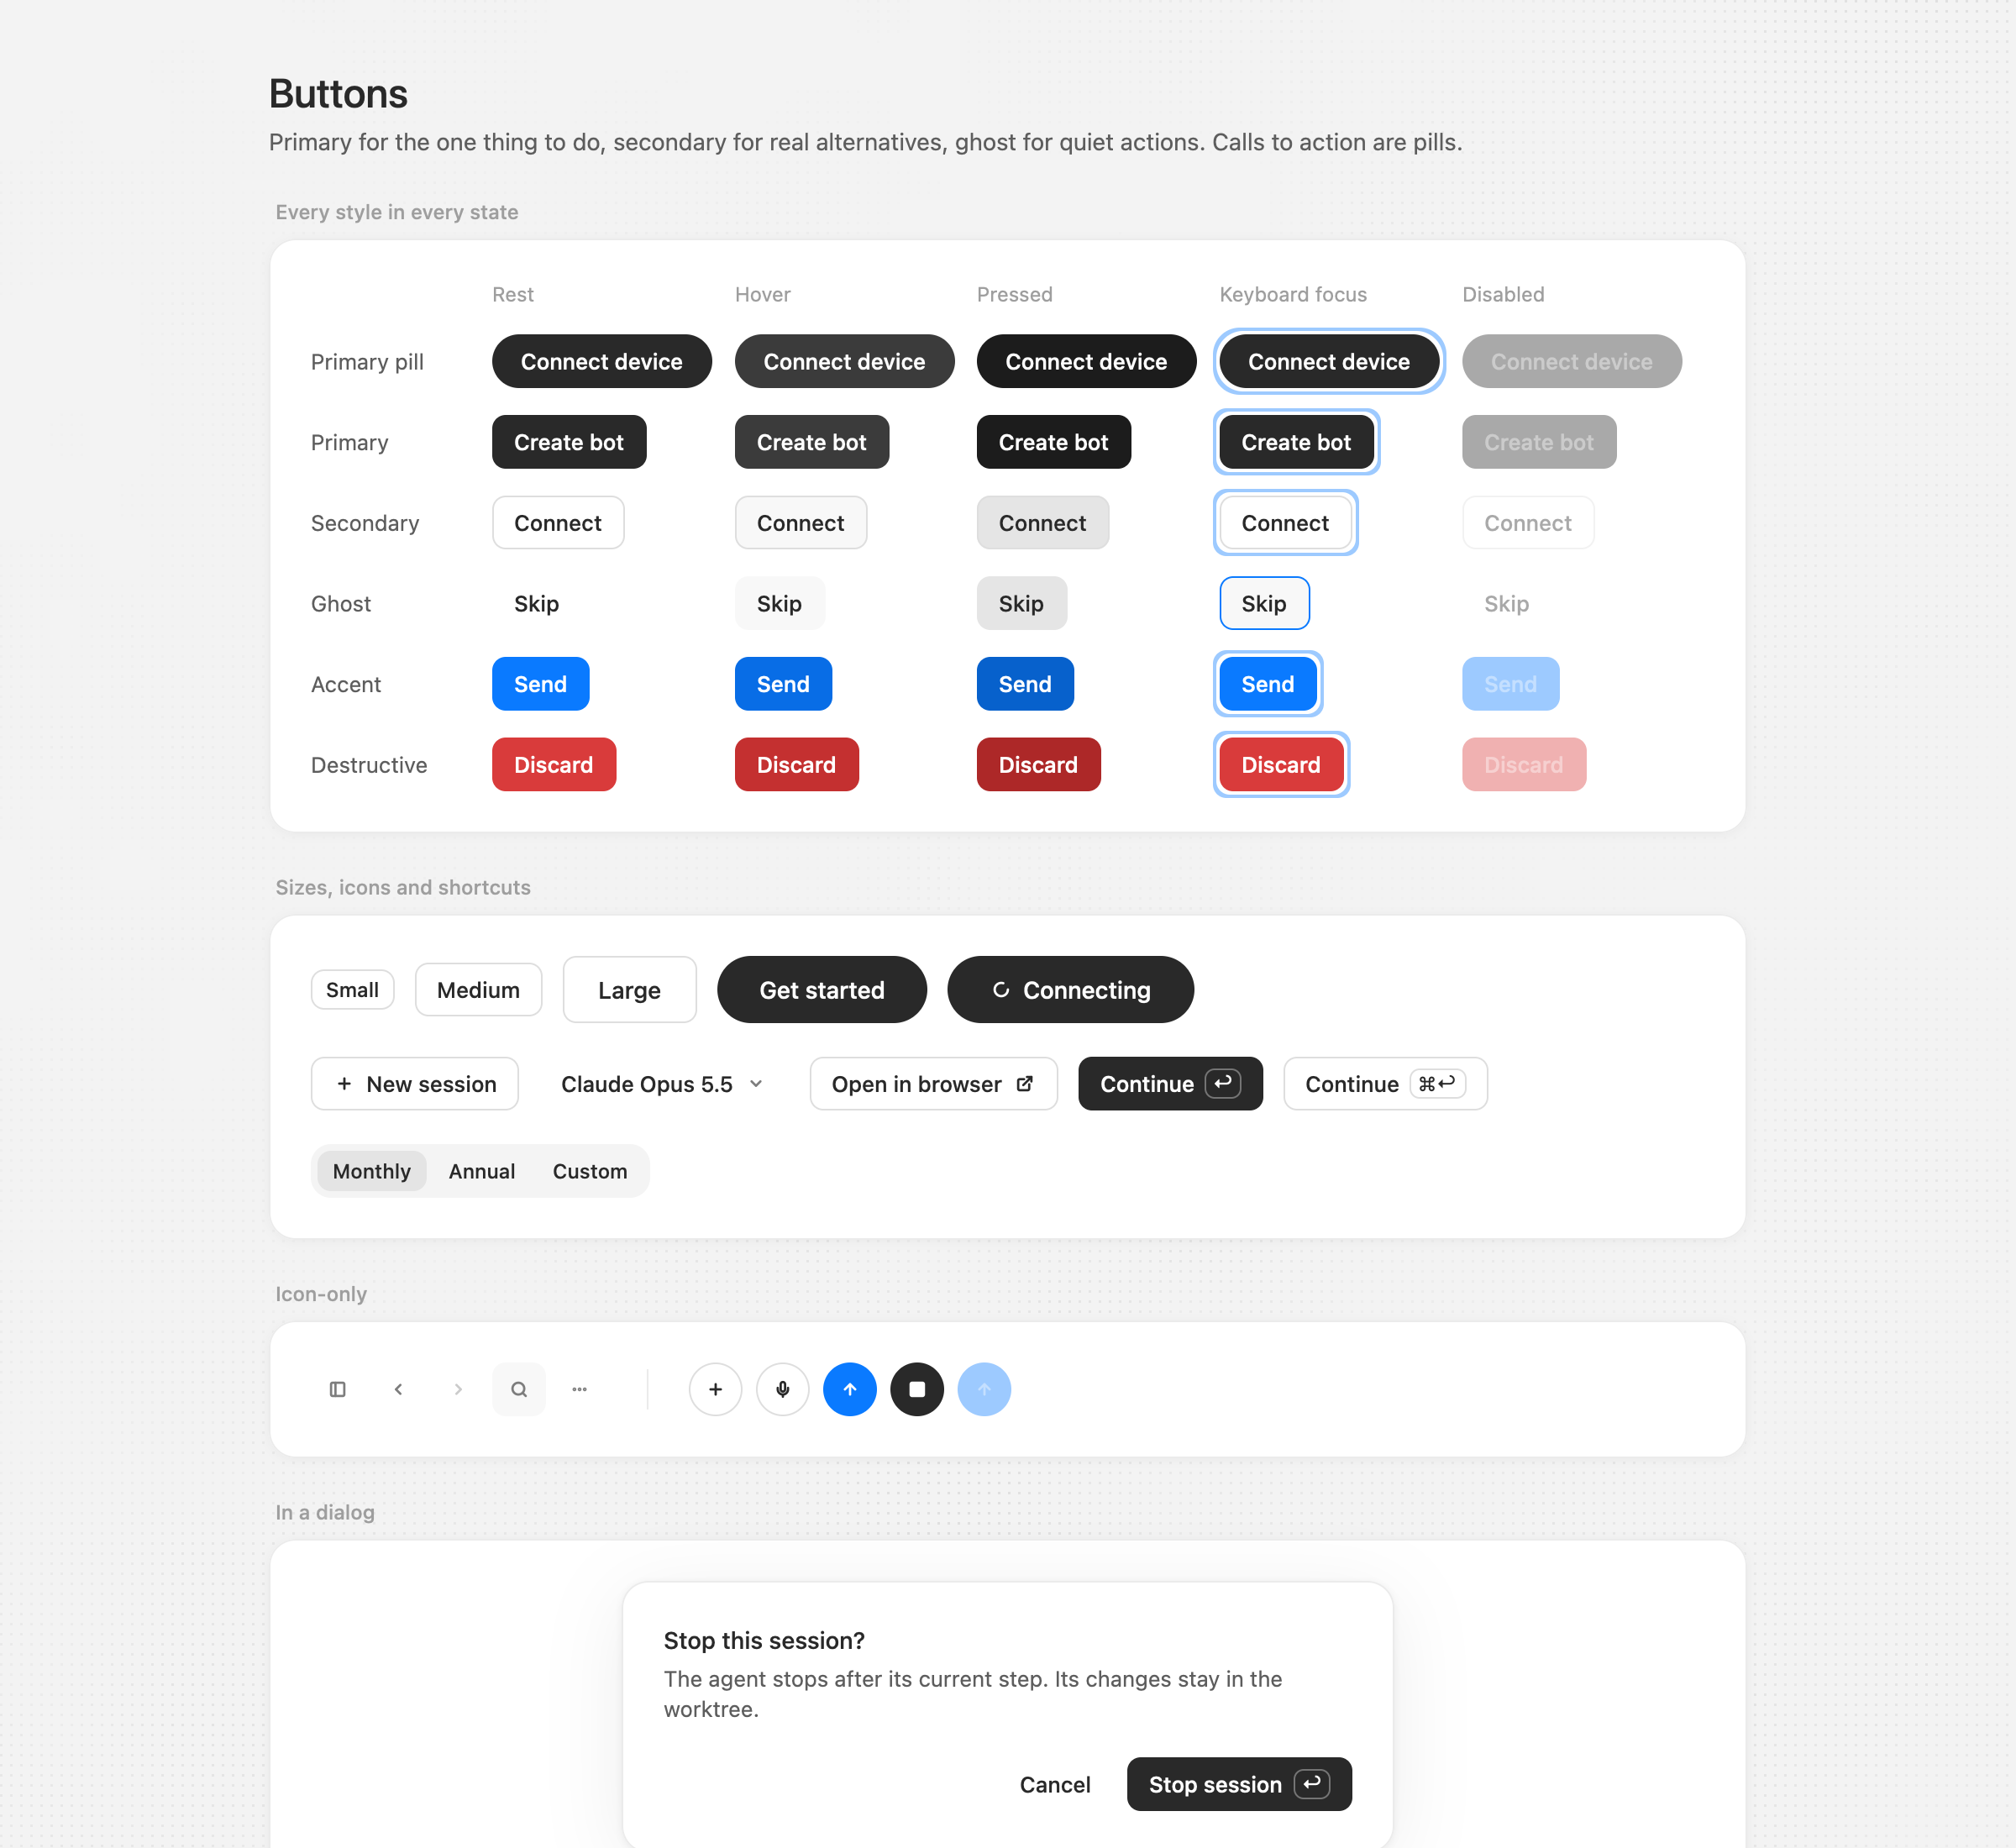 Buttons
Primary for the one thing to do, secondary for real alternatives, ghost for quiet actions. Calls to action are pills.
Every style in every state
Rest Hover Pressed Keyboard focus Disabled
Primary pill Connect device Connect device Connect device Connect device Connect device
Primary Create bot Create bot Create bot Create bot Create bot
Secondary Connect Connect Connect Connect Connect
Ghost Skip Skip Skip Skip Skip
Accent Send Send Send Send Send
Destructive Discard Discard Discard Discard Discard
Sizes, icons and shortcuts
Small Medium Large Get started Connecting
New session Claude Opus 5.5 Open in browser Continue ↩ Continue ⌘↩
Monthly Annual Custom
Icon-only
In a dialog
Stop this session?
The agent stops after its current step. Its changes stay in the
worktree.
Cancel Stop session ↩